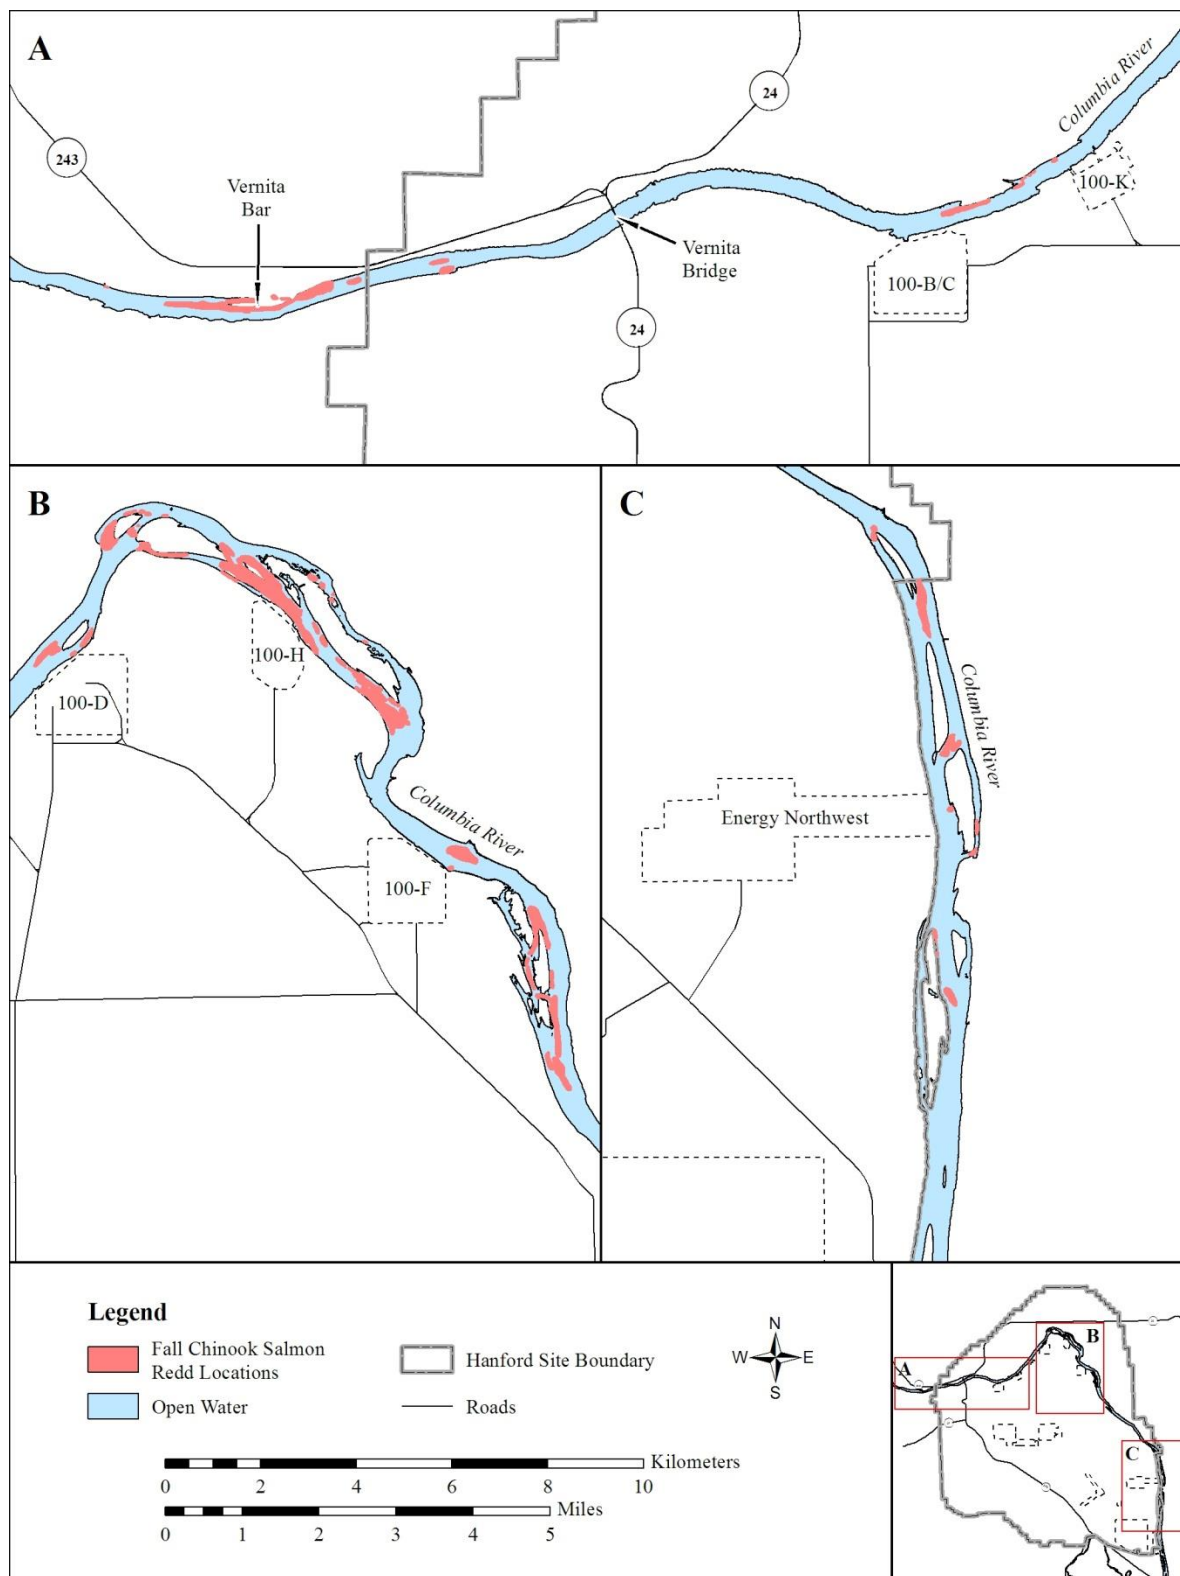 A
243
Vernita
Bar
24
Columbia River
100-K
Vernita
Bridge
100-B/C
24
B
100-D
100-H
Columbia River
100-F
C
Columbia River
Energy Northwest
Legend
Fall Chinook Salmon
Redd Locations
Open Water
Hanford Site Boundary
Roads
N
W E
S
Kilometers
0 2 4 6 8 10
Miles
0 1 2 3 4 5
A
B
C